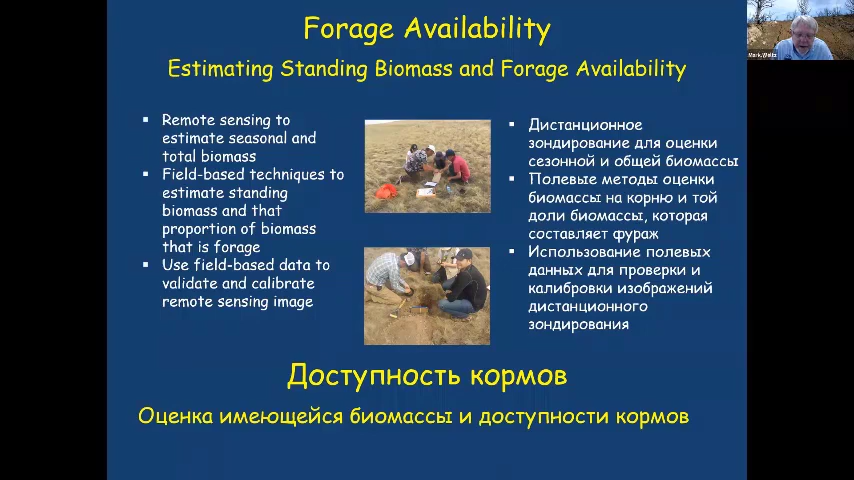 Forage Availability
Estimating Standing Biomass and Forage Availability
Remote sensing to
estimate seasonal and
total biomass
Field-based techniques to
estimate standing
biomass and that
proportion of biomass
that is forage
Use field-based data to
validate and calibrate
remote sensing image
Дистанционное
зондирование для оценки
сезонной и общей биомассы
Полевые методы оценки
биомассы на корню и той
доли биомассы, которая
составляет фураж
Использование полевых
данных для проверки и
калибровки изображений
дистанционного
зондирования
Доступность кормов
Оценка имеющейся биомассы и доступности кормов
Mark.Weltz